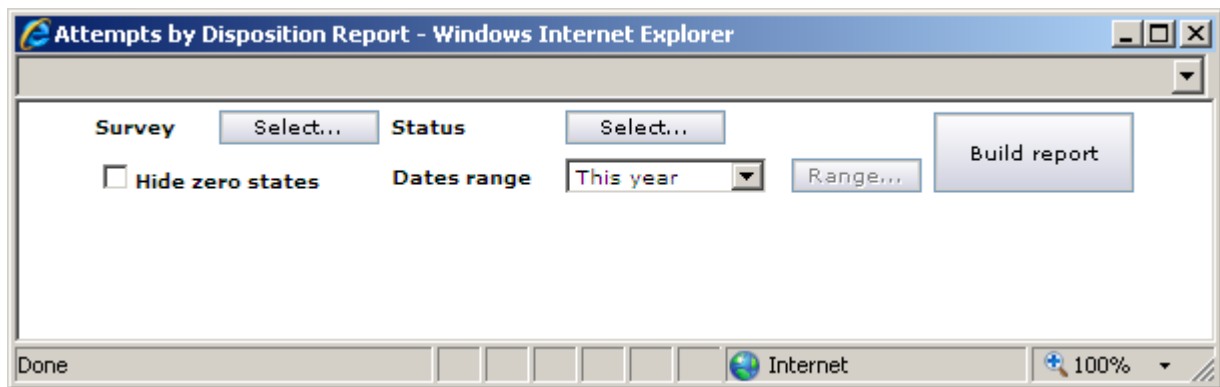 Attempts by Disposition Report - Windows Internet Explorer
Survey Select... Status Select... Build report
Hide zero states Dates range This year Range...
Done Internet 100%